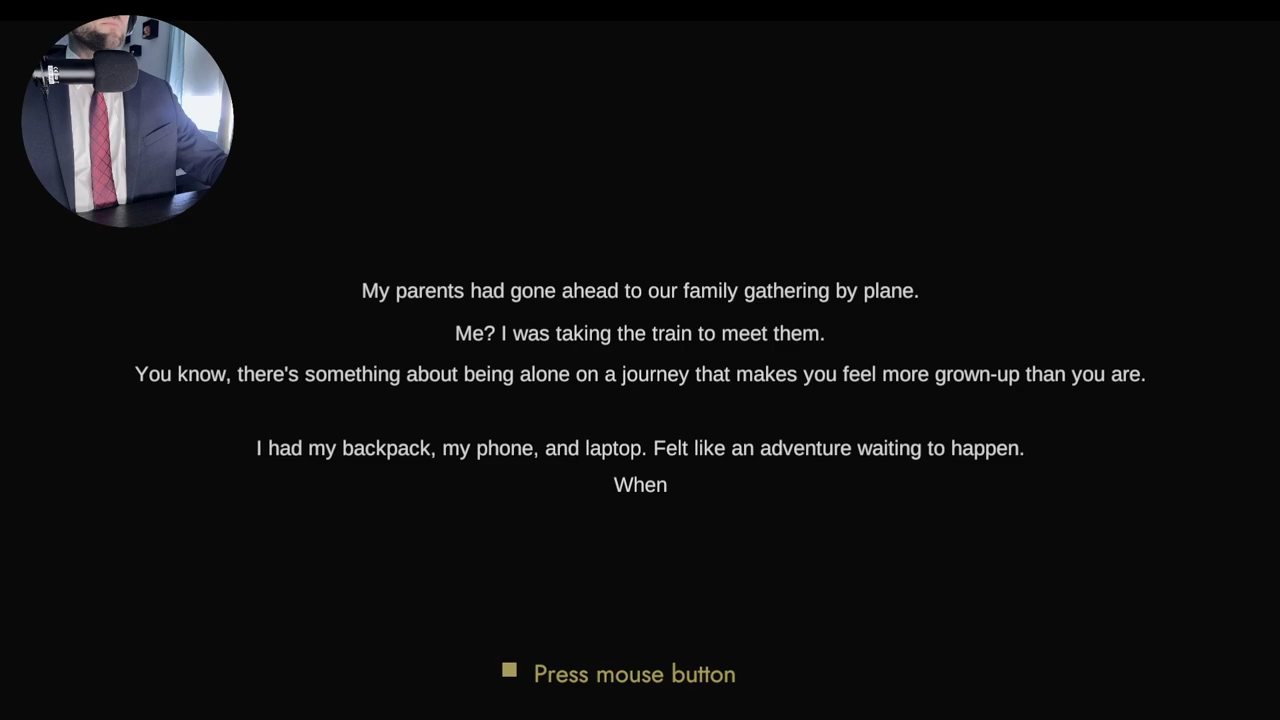 My parents had gone ahead to our family gathering by plane.
Me? I was taking the train to meet them.
You know, there's something about being alone on a journey that makes you feel more grown-up than you are.
I had my backpack, my phone, and laptop. Felt like an adventure waiting to happen.
When
Press mouse button